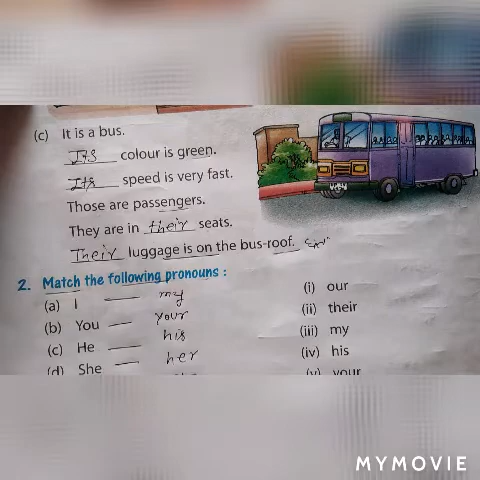 (c) It is a bus.
Its colour is green.
Its speed is very fast.
Those are passengers.
They are in their seats.
Their luggage is on the bus-roof.
2. Match the following pronouns :
(a) I my (i) our
(b) You your (ii) their
(c) He his (iii) my
(d) She her (iv) his
(v) your
MYMOVIE